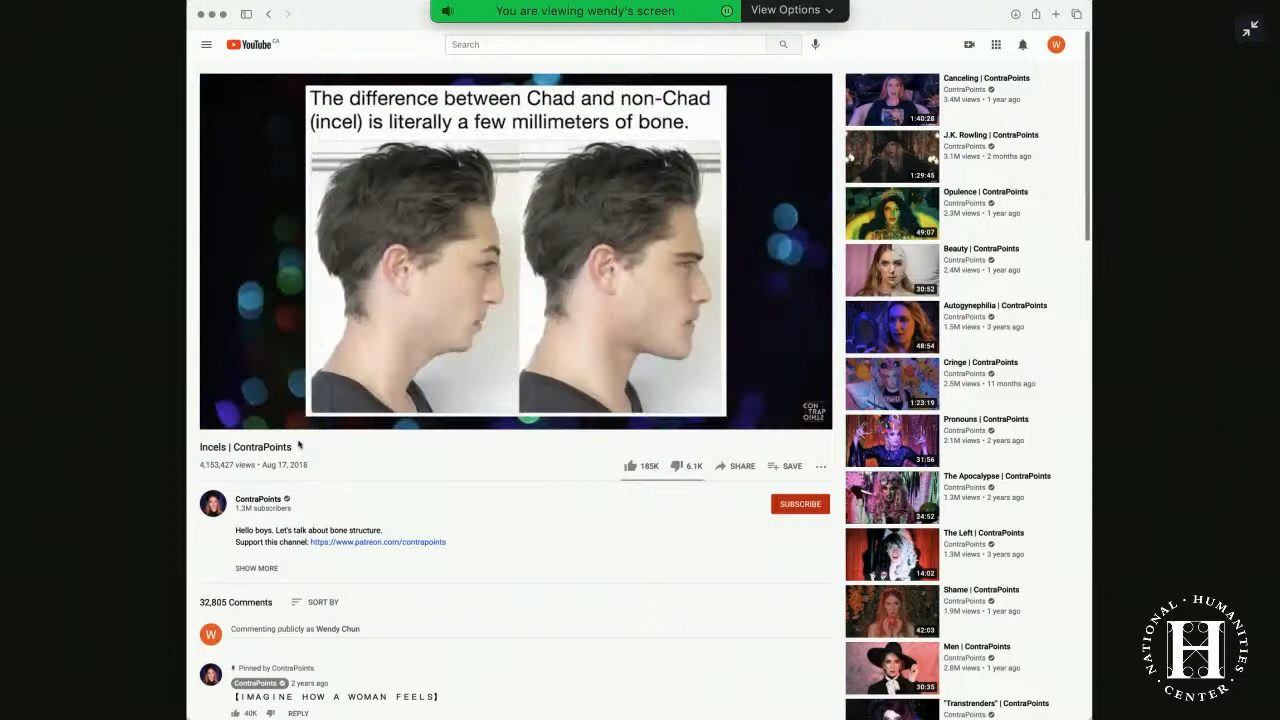 You are viewing wendy's screen
View Options
YouTube CA
Search
W
The difference between Chad and non-Chad
(incel) is literally a few millimeters of bone.
CON
TRAP
OINTS
Incels | ContraPoints
4,153,427 views • Aug 17, 2018
185K
6.1K
SHARE
SAVE
ContraPoints
1.3M subscribers
SUBSCRIBE
Hello boys. Let's talk about bone structure.
Support this channel: https://www.patreon.com/contrapoints
SHOW MORE
32,805 Comments
SORT BY
W
Commenting publicly as Wendy Chun
Pinned by ContraPoints
ContraPoints
2 years ago
【IMAGINE HOW A WOMAN FEELS】
40K
REPLY
Canceling | ContraPoints
ContraPoints
3.4M views • 1 year ago
1:40:28
J.K. Rowling | ContraPoints
ContraPoints
3.1M views • 2 months ago
1:29:45
Opulence | ContraPoints
ContraPoints
2.3M views • 1 year ago
49:07
Beauty | ContraPoints
ContraPoints
2.4M views • 1 year ago
30:52
Autogynephilia | ContraPoints
ContraPoints
1.5M views • 3 years ago
48:54
Cringe | ContraPoints
ContraPoints
2.5M views • 11 months ago
1:23:19
Pronouns | ContraPoints
ContraPoints
2.1M views • 2 years ago
31:56
The Apocalypse | ContraPoints
ContraPoints
1.3M views • 2 years ago
24:52
The Left | ContraPoints
ContraPoints
1.3M views • 3 years ago
14:02
Shame | ContraPoints
ContraPoints
1.9M views • 1 year ago
42:03
Men | ContraPoints
ContraPoints
2.8M views • 1 year ago
30:35
"Transtrenders" | ContraPoints
ContraPoints
NATIONAL • HUMANITIES • CENTER •
H